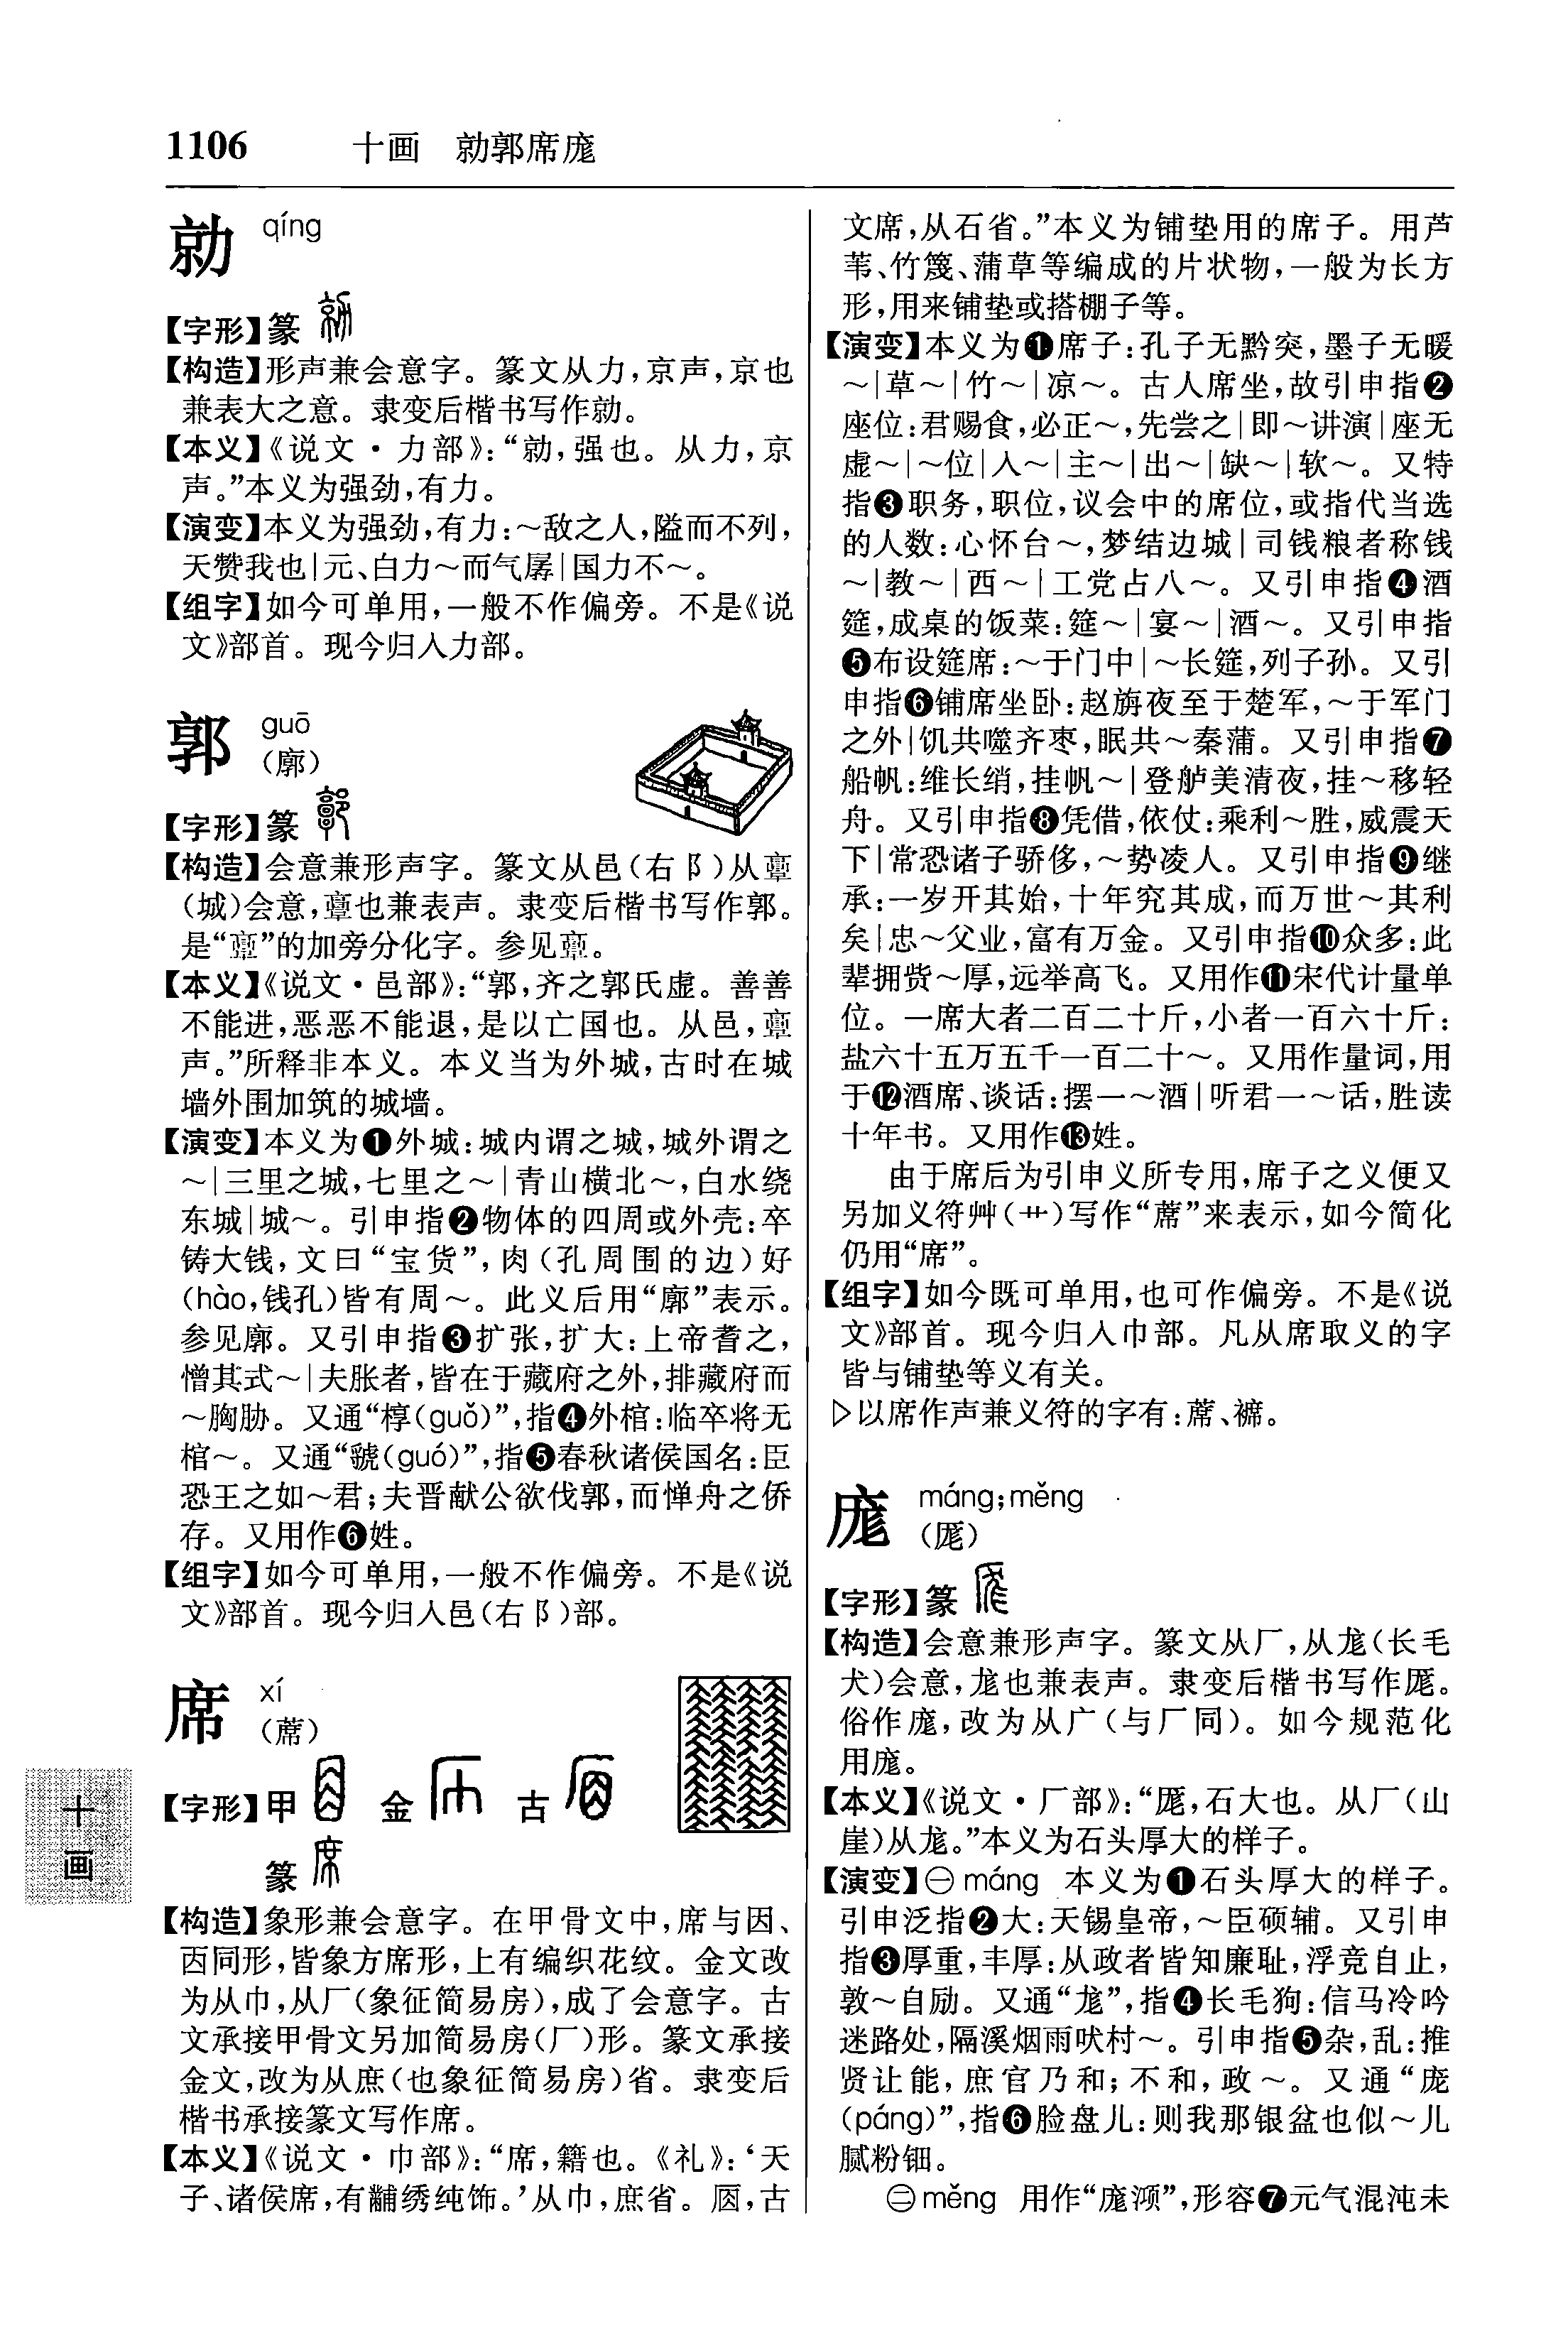 1106 十画 勍郭席庬
勍 qíng
【字形】篆
【构造】形声兼会意字。篆文从力,京声,京也
兼表大之意。隶变后楷书写作勍。
【本义】《说文·力部》:“勍,强也。从力,京
声。”本义为强劲,有力。
【演变】本义为强劲,有力:～敌之人,隘而不列,
天赞我也|元、白力～而气孱|国力不～。
【组字】如今可单用,一般不作偏旁。不是《说
文》部首。现今归入力部。
郭 guō
(廓)
【字形】篆
【构造】会意兼形声字。篆文从邑(右阝)从𩫏
(城)会意,𩫏也兼表声。隶变后楷书写作郭。
是“𩫏”的加旁分化字。参见𩫏。
【本义】《说文·邑部》:“郭,齐之郭氏虚。善善
不能进,恶恶不能退,是以亡国也。从邑,𩫏
声。”所释非本义。本义当为外城,古时在城
墙外围加筑的城墙。
【演变】本义为❶外城:城内谓之城,城外谓之
～|三里之城,七里之～|青山横北～,白水绕
东城|城～。引申指❷物体的四周或外壳:卒
铸大钱,文曰“宝货”,肉(孔周围的边)好
(hào,钱孔)皆有周～。此义后用“廓”表示。
参见廓。又引申指❸扩张,扩大:上帝耆之,
憎其式～|夫胀者,皆在于藏府之外,排藏府而
～胸胁。又通“椁(guǒ)”,指❹外棺:临卒将无
棺～。又通“虢(guó)”,指❺春秋诸侯国名:臣
恐王之如～君;夫晋献公欲伐郭,而惮舟之侨
存。又用作❻姓。
【组字】如今可单用,一般不作偏旁。不是《说
文》部首。现今归入邑(右阝)部。
席 xí
(蓆)
【字形】甲 金 古
篆
【构造】象形兼会意字。在甲骨文中,席与因、
㐁同形,皆象方席形,上有编织花纹。金文改
为从巾,从厂(象征简易房),成了会意字。古
文承接甲骨文另加简易房(厂)形。篆文承接
金文,改为从庶(也象征简易房)省。隶变后
楷书承接篆文写作席。
【本义】《说文·巾部》:“席,籍也。《礼》:‘天
子、诸侯席,有黼绣纯饰。’从巾,庶省。𠩙,古
文席,从石省。”本义为铺垫用的席子。用芦
苇、竹篾、蒲草等编成的片状物,一般为长方
形,用来铺垫或搭棚子等。
【演变】本义为❶席子:孔子无黔突,墨子无暖
～|草～|竹～|凉～。古人席坐,故引申指❷
座位:君赐食,必正～,先尝之|即～讲演|座无
虚～|～位|入～|主～|出～|缺～|软～。又特
指❸职务,职位,议会中的席位,或指代当选
的人数:心怀台～,梦结边城|司钱粮者称钱
～|教～|西～|工党占八～。又引申指❹酒
筵,成桌的饭菜:筵～|宴～|酒～。又引申指
❺布设筵席:～于门中|～长筵,列子孙。又引
申指❻铺席坐卧:赵旃夜至于楚军,～于军门
之外|饥共噬齐枣,眠共～秦蒲。又引申指❼
船帆:维长绡,挂帆～|登舻美清夜,挂～移轻
舟。又引申指❽凭借,依仗:乘利～胜,威震天
下|常恐诸子骄侈,～势凌人。又引申指❾继
承:一岁开其始,十年究其成,而万世～其利
矣|忠～父业,富有万金。又引申指❿众多:此
辈拥赀～厚,远举高飞。又用作⓫宋代计量单
位。一席大者二百二十斤,小者一百六十斤:
盐六十五万五千一百二十～。又用作量词,用
于⓬酒席、谈话:摆一～酒|听君一～话,胜读
十年书。又用作⓭姓。
由于席后为引申义所专用,席子之义便又
另加义符艸(艹)写作“蓆”来表示,如今简化
仍用“席”。
【组字】如今既可单用,也可作偏旁。不是《说
文》部首。现今归入巾部。凡从席取义的字
皆与铺垫等义有关。
▷以席作声兼义符的字有:蓆、褯。
庬 máng;měng
(厖)
【字形】篆
【构造】会意兼形声字。篆文从厂,从尨(长毛
犬)会意,尨也兼表声。隶变后楷书写作厖。
俗作庬,改为从广(与厂同)。如今规范化
用庬。
【本义】《说文·厂部》:“厖,石大也。从厂(山
崖)从尨。”本义为石头厚大的样子。
【演变】㊀máng 本义为❶石头厚大的样子。
引申泛指❷大:天锡皇帝,～臣硕辅。又引申
指❸厚重,丰厚:从政者皆知廉耻,浮竞自止,
敦～自励。又通“尨”,指❹长毛狗:信马冷吟
迷路处,隔溪烟雨吠村～。引申指❺杂,乱:推
贤让能,庶官乃和;不和,政～。又通“庞
(páng)”,指❻脸盘儿:则我那银盆也似～儿
腻粉钿。
㊁měng 用作“庬澒”,形容❼元气混沌未
十
画